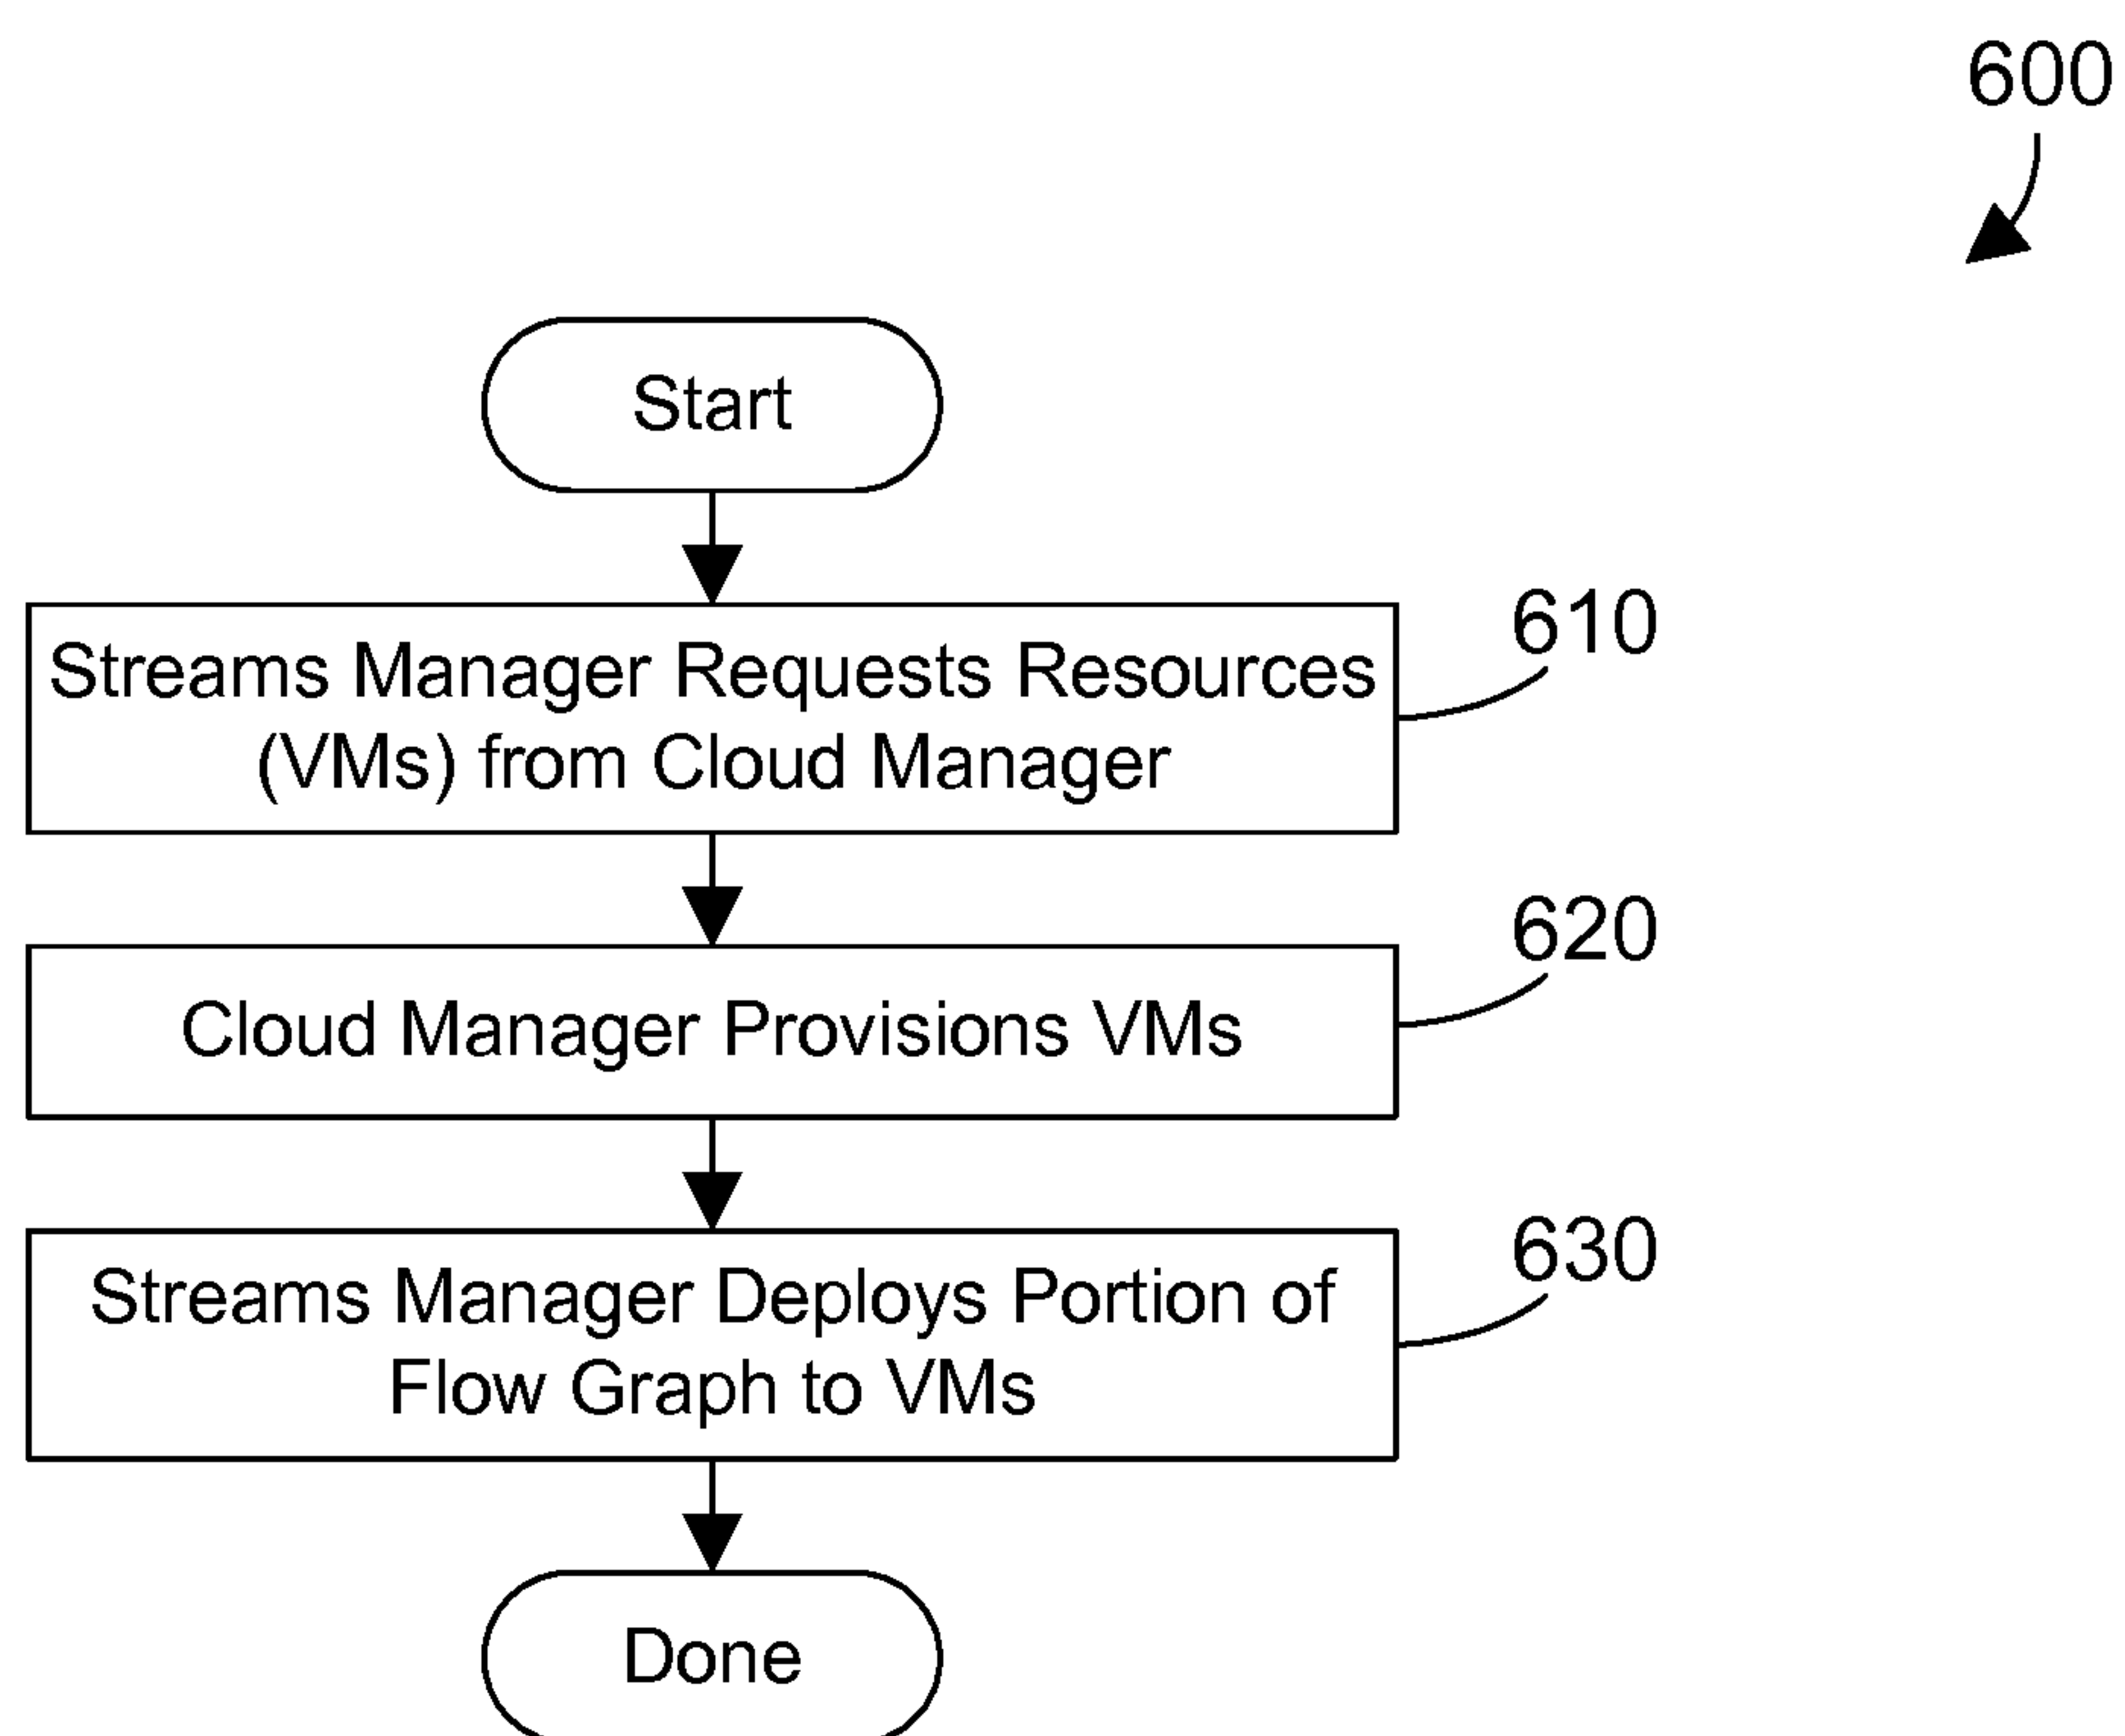 600
Start
Streams Manager Requests Resources
(VMs) from Cloud Manager
610
Cloud Manager Provisions VMs
620
Streams Manager Deploys Portion of
Flow Graph to VMs
630
Done